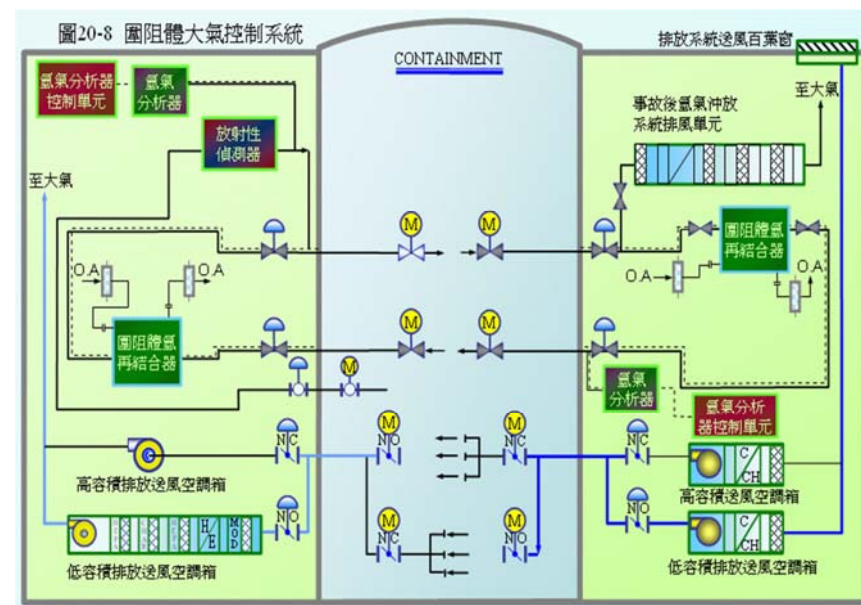 圖20-8 圍阻體大氣控制系統
CONTAINMENT
排放系統送風百葉窗
氫氣分析器
控制單元
氫氣
分析器
放射性
偵測器
至大氣
事故後氫氣沖放
系統排風單元
至大氣
M
M
O.A
O.A
圍阻體氫
再結合器
圍阻體氫
再結合器
O.A
O.A
M
M
M
氫氣
分析器
氫氣分析
器控制單元
N C
M
N O
M
N C
N C
C
CH
高容積排放送風空調箱
高容積送風空調箱
N O
H/E
MOD
M
N C
M
N O
N O
C
CH
低容積排放送風空調箱
低容積送風空調箱